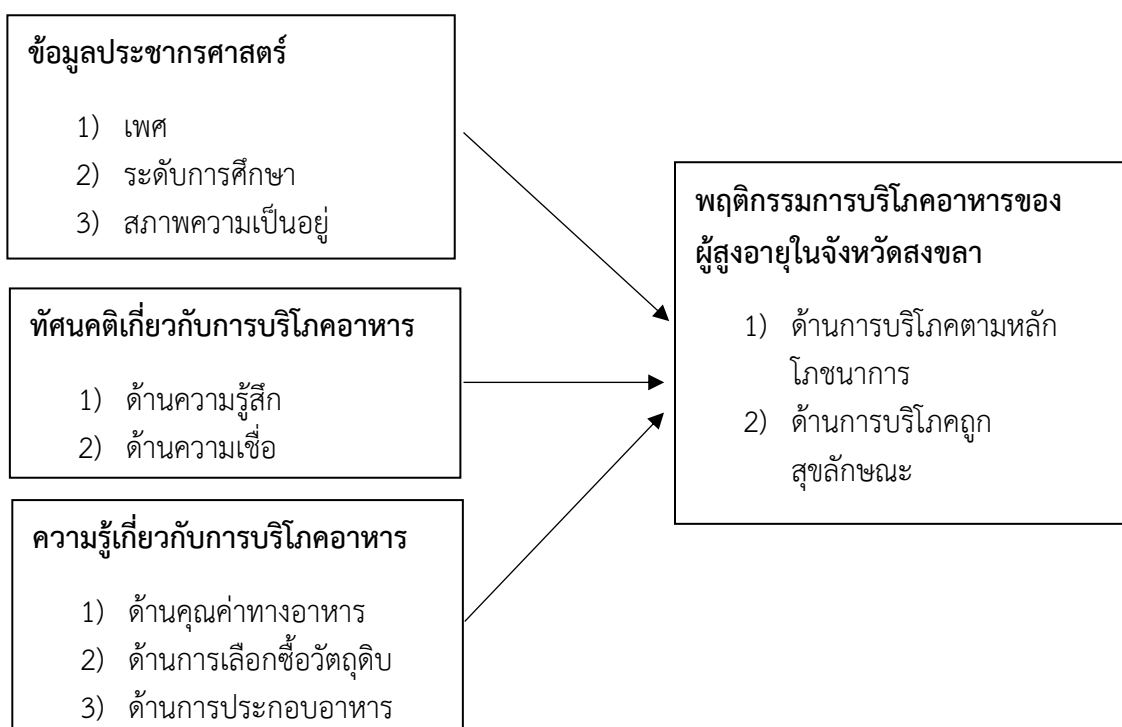 ข้อมูลประชากรศาสตร์
1) เพศ
2) ระดับการศึกษา
3) สภาพความเป็นอยู่
ทัศนคติเกี่ยวกับการบริโภคอาหาร
1) ด้านความรู้สึก
2) ด้านความเชื่อ
ความรู้เกี่ยวกับการบริโภคอาหาร
1) ด้านคุณค่าทางอาหาร
2) ด้านการเลือกซื้อวัตถุดิบ
3) ด้านการประกอบอาหาร
พฤติกรรมการบริโภคอาหารของ
ผู้สูงอายุในจังหวัดสงขลา
1) ด้านการบริโภคตามหลัก
โภชนาการ
2) ด้านการบริโภคถูก
สุขลักษณะ